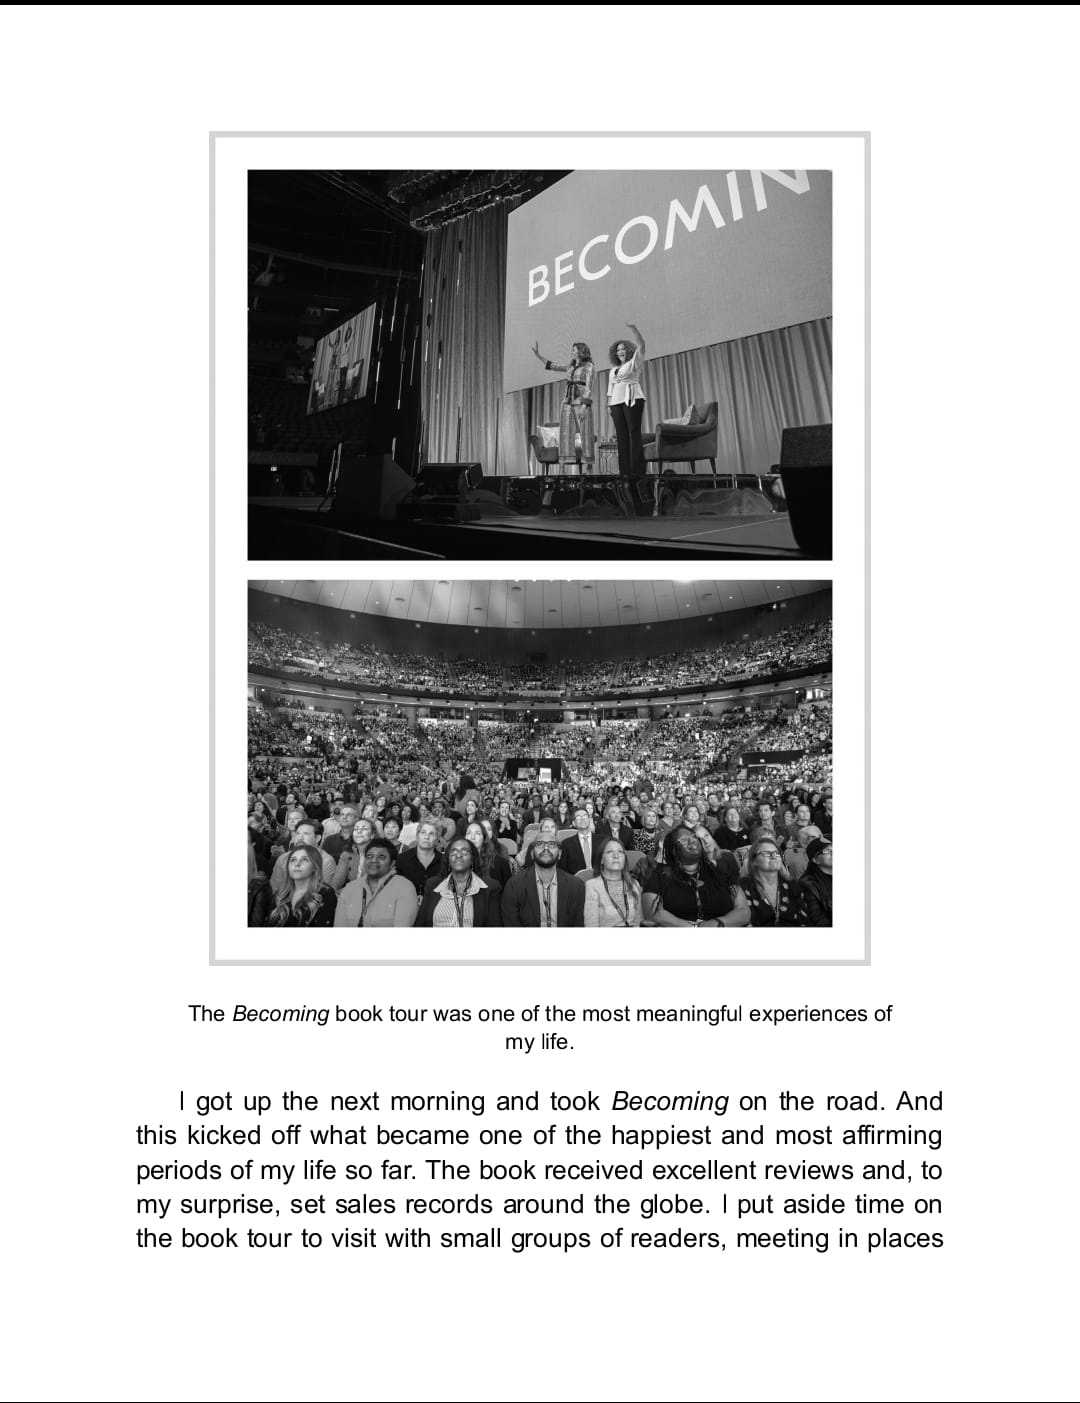 BECOMIN
The Becoming book tour was one of the most meaningful experiences of
my life.
I got up the next morning and took Becoming on the road. And
this kicked off what became one of the happiest and most affirming
periods of my life so far. The book received excellent reviews and, to
my surprise, set sales records around the globe. I put aside time on
the book tour to visit with small groups of readers, meeting in places